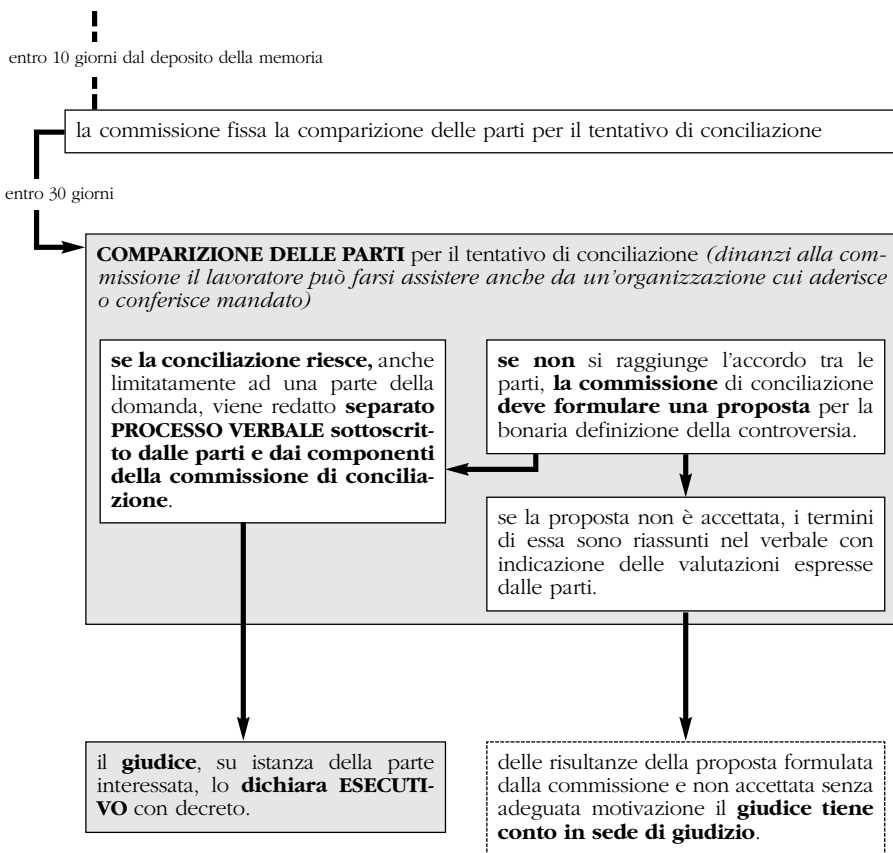 entro 10 giorni dal deposito della memoria
la commissione fissa la comparizione delle parti per il tentativo di conciliazione
entro 30 giorni
COMPARIZIONE DELLE PARTI per il tentativo di conciliazione (dinanzi alla com-
missione il lavoratore può farsi assistere anche da un'organizzazione cui aderisce
o conferisce mandato)
se la conciliazione riesce, anche
limitatamente ad una parte della
domanda, viene redatto separato
PROCESSO VERBALE sottoscrit-
to dalle parti e dai componenti
della commissione di concilia-
zione.
se non si raggiunge l'accordo tra le
parti, la commissione di conciliazione
deve formulare una proposta per la
bonaria definizione della controversia.
se la proposta non è accettata, i termini
di essa sono riassunti nel verbale con
indicazione delle valutazioni espresse
dalle parti.
il giudice, su istanza della parte
interessata, lo dichiara ESECUTI-
VO con decreto.
delle risultanze della proposta formulata
dalla commissione e non accettata senza
adeguata motivazione il giudice tiene
conto in sede di giudizio.